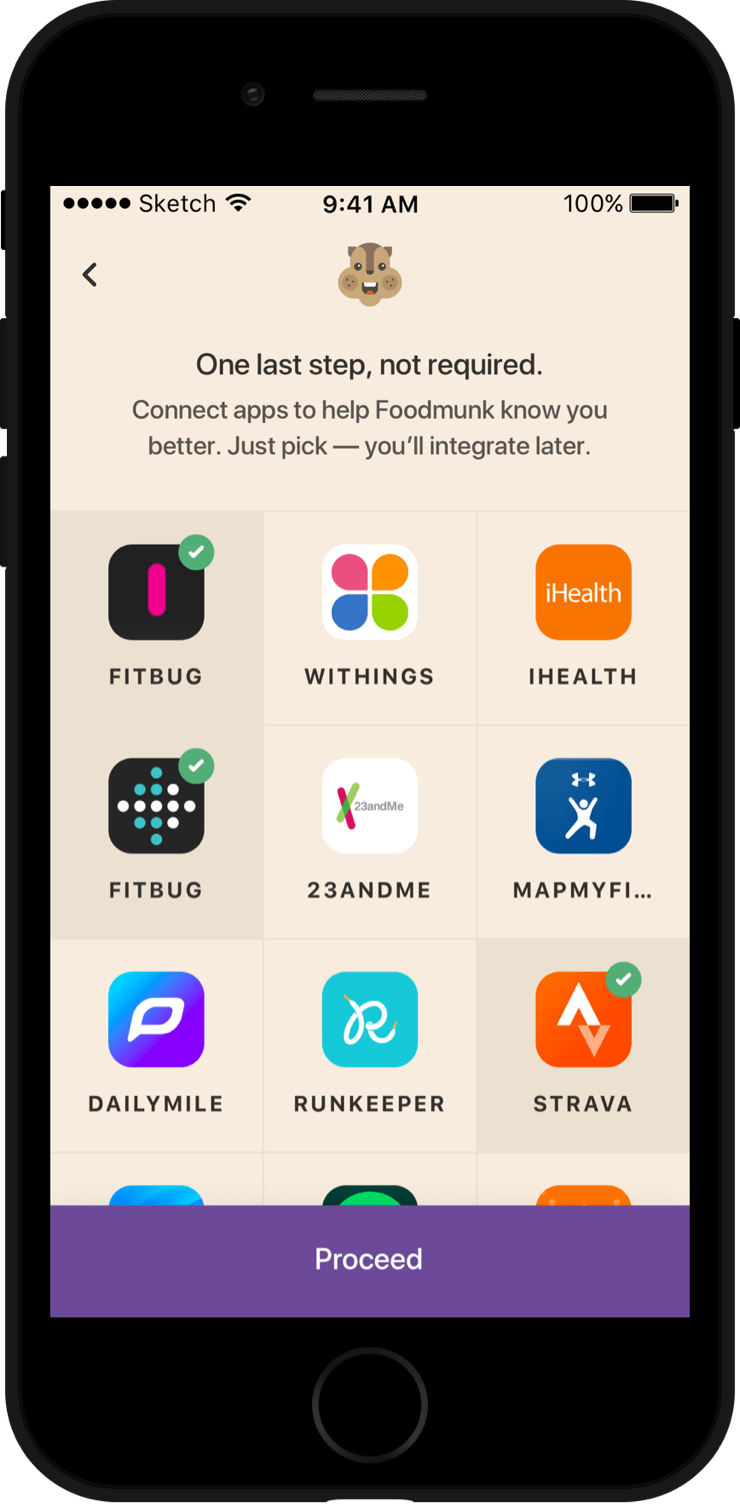 Sketch 9:41 AM 100%
One last step, not required.
Connect apps to help Foodmunk know you
better. Just pick — you’ll integrate later.
iHealth
FITBUG WITHINGS IHEALTH
23andMe
FITBUG 23ANDME MAPMYFI...
DAILYMILE RUNKEEPER STRAVA
Proceed